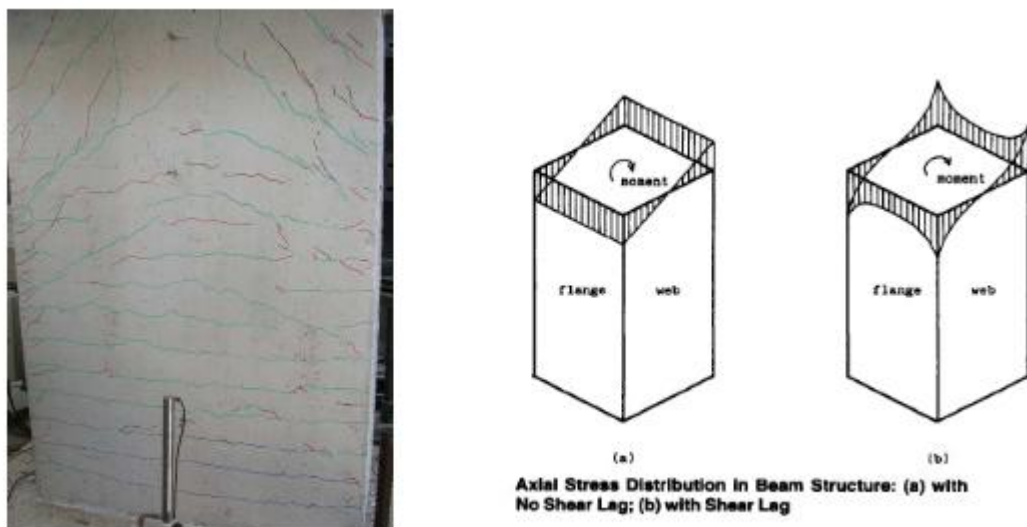 moment
moment
flange
web
flange
web
(a)
(b)
Axial Stress Distribution in Beam Structure: (a) with
No Shear Lag; (b) with Shear Lag